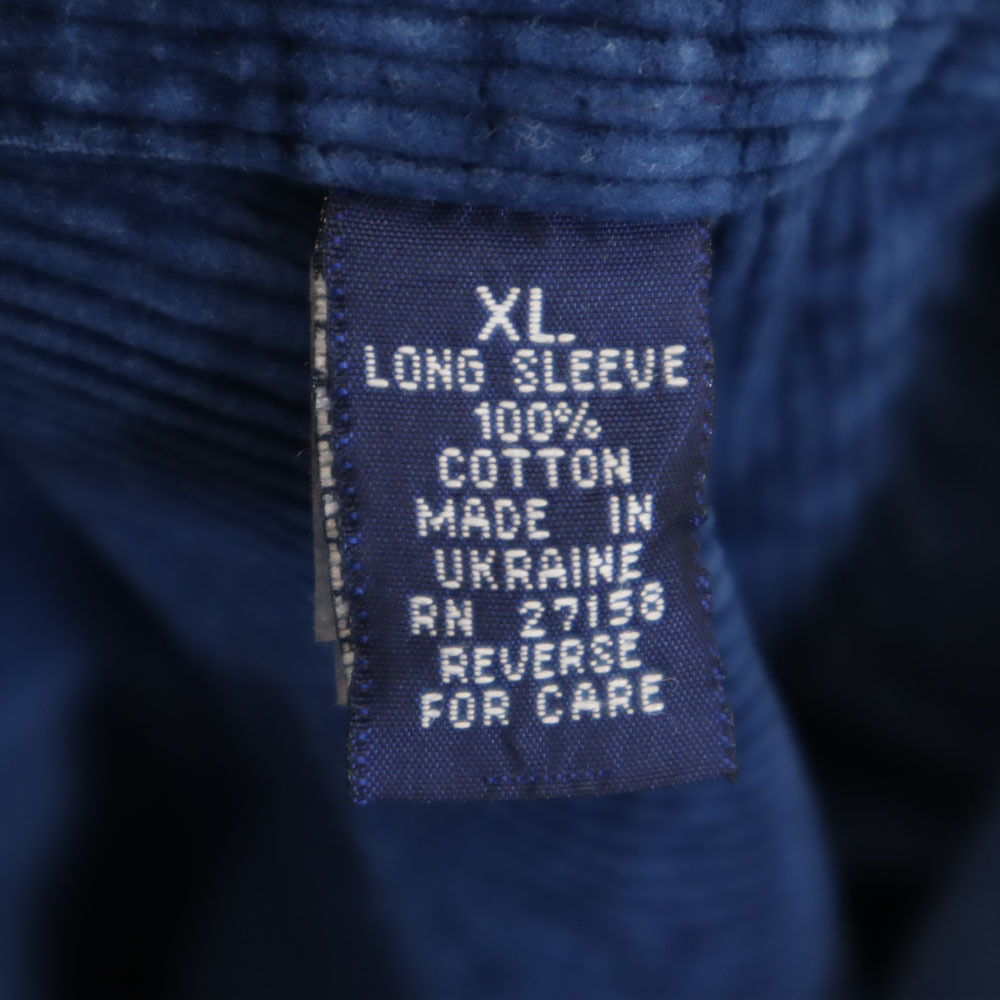 XL.
LONG SLEEVE
100%
COTTON
MADE IN
UKRAINE
RN 27158
REVERSE
FOR CARE